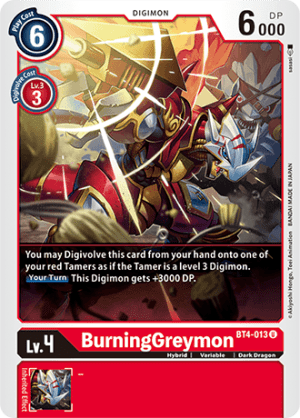 Play Cost
6
DIGIMON
6000
DP
Digivolve Cost
Lv.3
3
sasasi
©Akiyoshi Hongo, Toei Animation BANDAI MADE IN JAPAN
You may Digivolve this card from your hand onto one of
your red Tamers as if the Tamer is a level 3 Digimon.
Your Turn This Digimon gets +3000 DP.
BT4-013 U
Lv.4
BurningGreymon
Hybrid | Variable | Dark Dragon
Inherited Effect
-